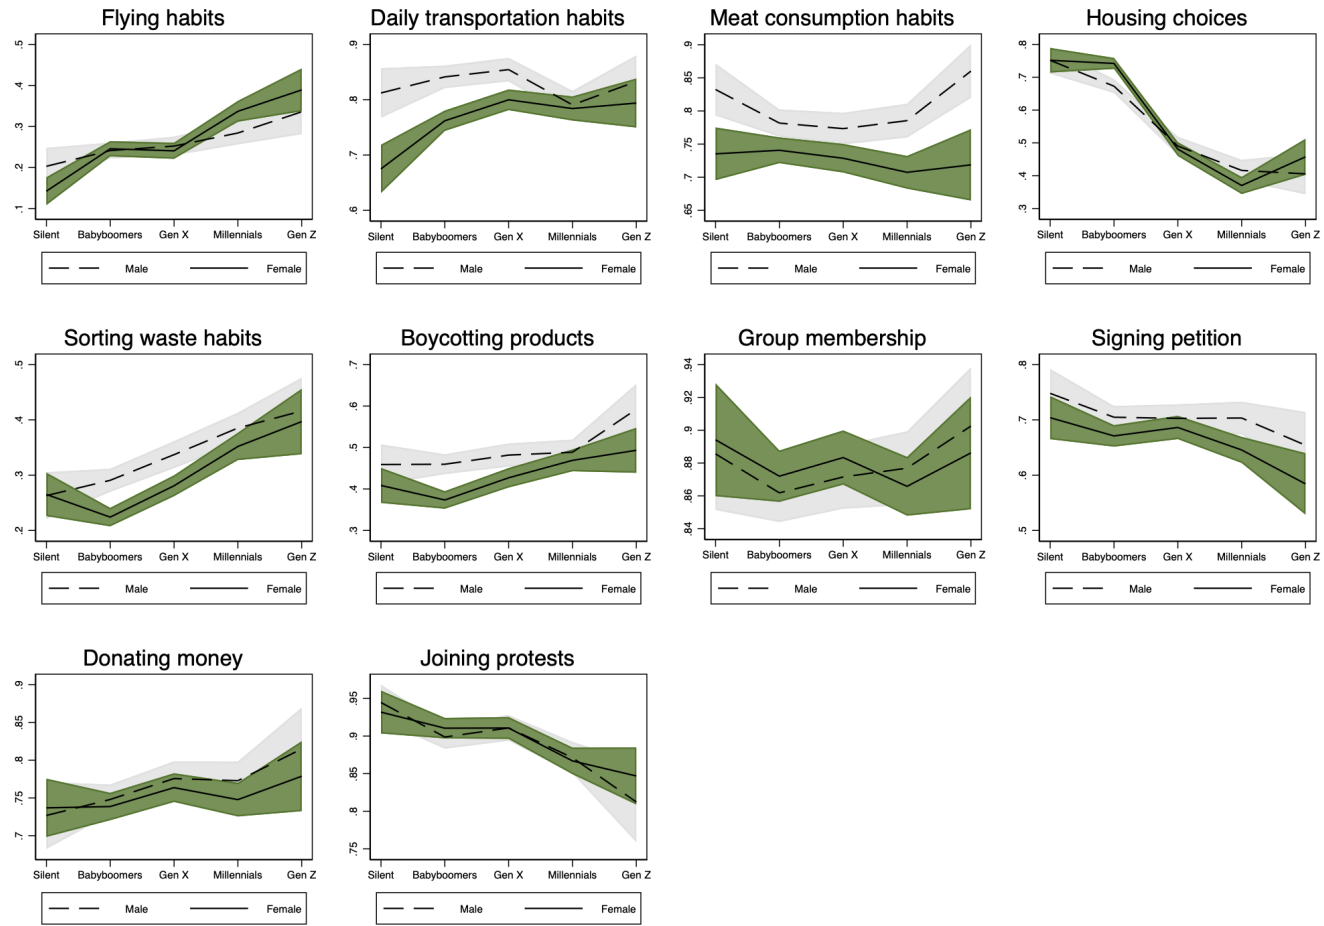 Flying habits
.5
.4
.3
.2
.1
Silent Babyboomers Gen X Millennials Gen Z
Male Female
Daily transportation habits
.9
.8
.7
.6
Silent Babyboomers Gen X Millennials Gen Z
Male Female
Meat consumption habits
.9
.85
.8
.75
.7
.65
Silent Babyboomers Gen X Millennials Gen Z
Male Female
Housing choices
.8
.7
.6
.5
.4
.3
Silent Babyboomers Gen X Millennials Gen Z
Male Female
Sorting waste habits
.5
.4
.3
.2
Silent Babyboomers Gen X Millennials Gen Z
Male Female
Boycotting products
.7
.6
.5
.4
.3
Silent Babyboomers Gen X Millennials Gen Z
Male Female
Group membership
.94
.92
.9
.88
.86
.84
Silent Babyboomers Gen X Millennials Gen Z
Male Female
Signing petition
.8
.7
.6
.5
Silent Babyboomers Gen X Millennials Gen Z
Male Female
Donating money
.9
.85
.8
.75
.7
Silent Babyboomers Gen X Millennials Gen Z
Male Female
Joining protests
.95
.9
.85
.8
.75
Silent Babyboomers Gen X Millennials Gen Z
Male Female